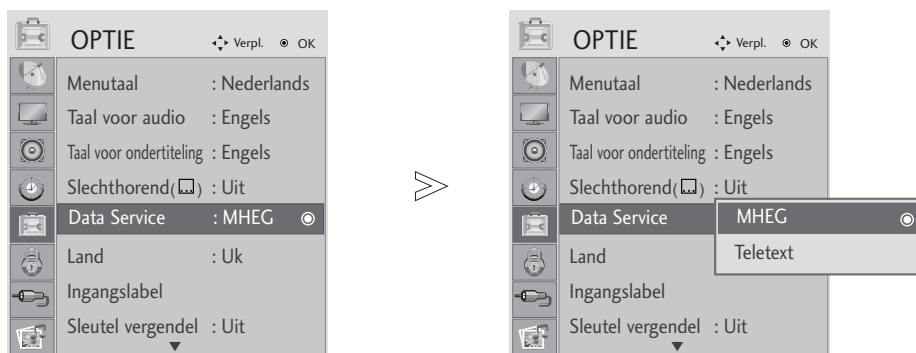 OPTIE Verpl. OK
Menutaal : Nederlands
Taal voor audio : Engels
Taal voor ondertiteling : Engels
Slechthorend( ) : Uit
Data Service : MHEG
Land : Uk
Ingangslabel
Sleutel vergendel : Uit
OPTIE Verpl. OK
Menutaal : Nederlands
Taal voor audio : Engels
Taal voor ondertiteling : Engels
Slechthorend( ) : Uit
Data Service MHEG
Land Teletext
Ingangslabel
Sleutel vergendel : Uit